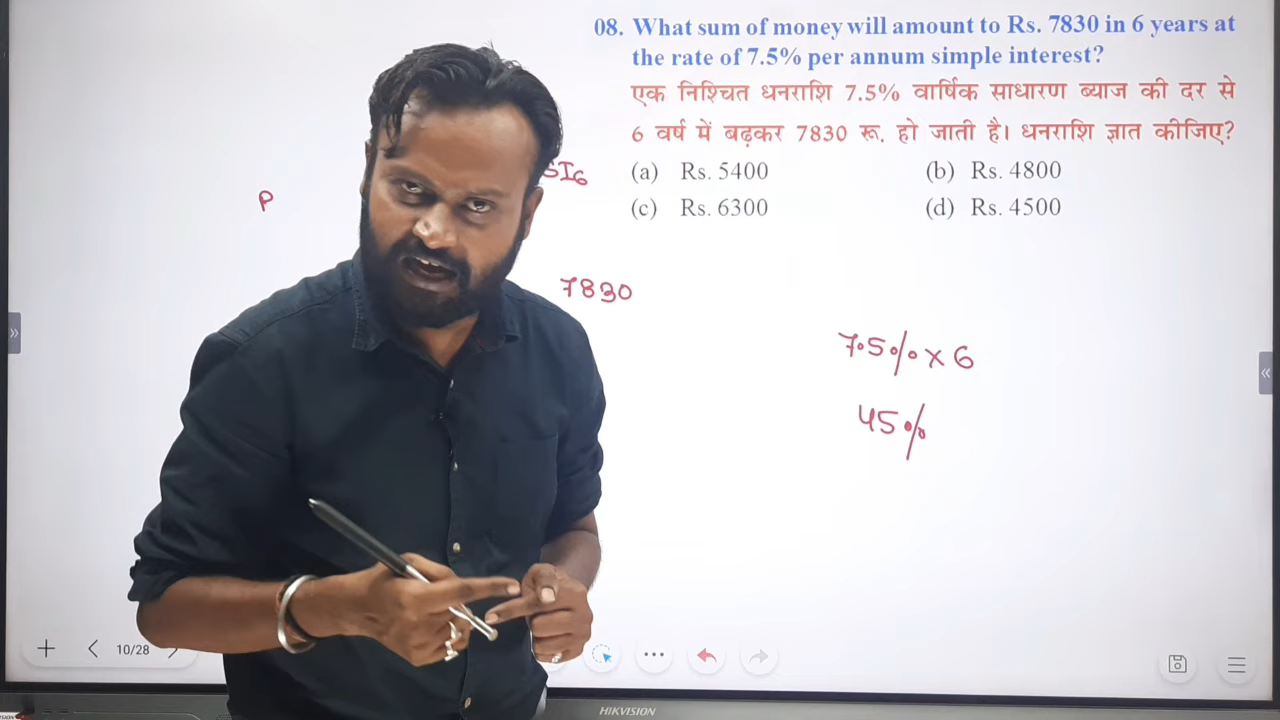 08. What sum of money will amount to Rs. 7830 in 6 years at
the rate of 7.5% per annum simple interest?
एक निश्चित धनराशि 7.5% वार्षिक साधारण ब्याज की दर से
6 वर्ष में बढ़कर 7830 रू. हो जाती है। धनराशि ज्ञात कीजिए?
(a) Rs. 5400 (b) Rs. 4800
(c) Rs. 6300 (d) Rs. 4500
P SI6
7830
7.5% × 6
45%
10/28
HIKVISION